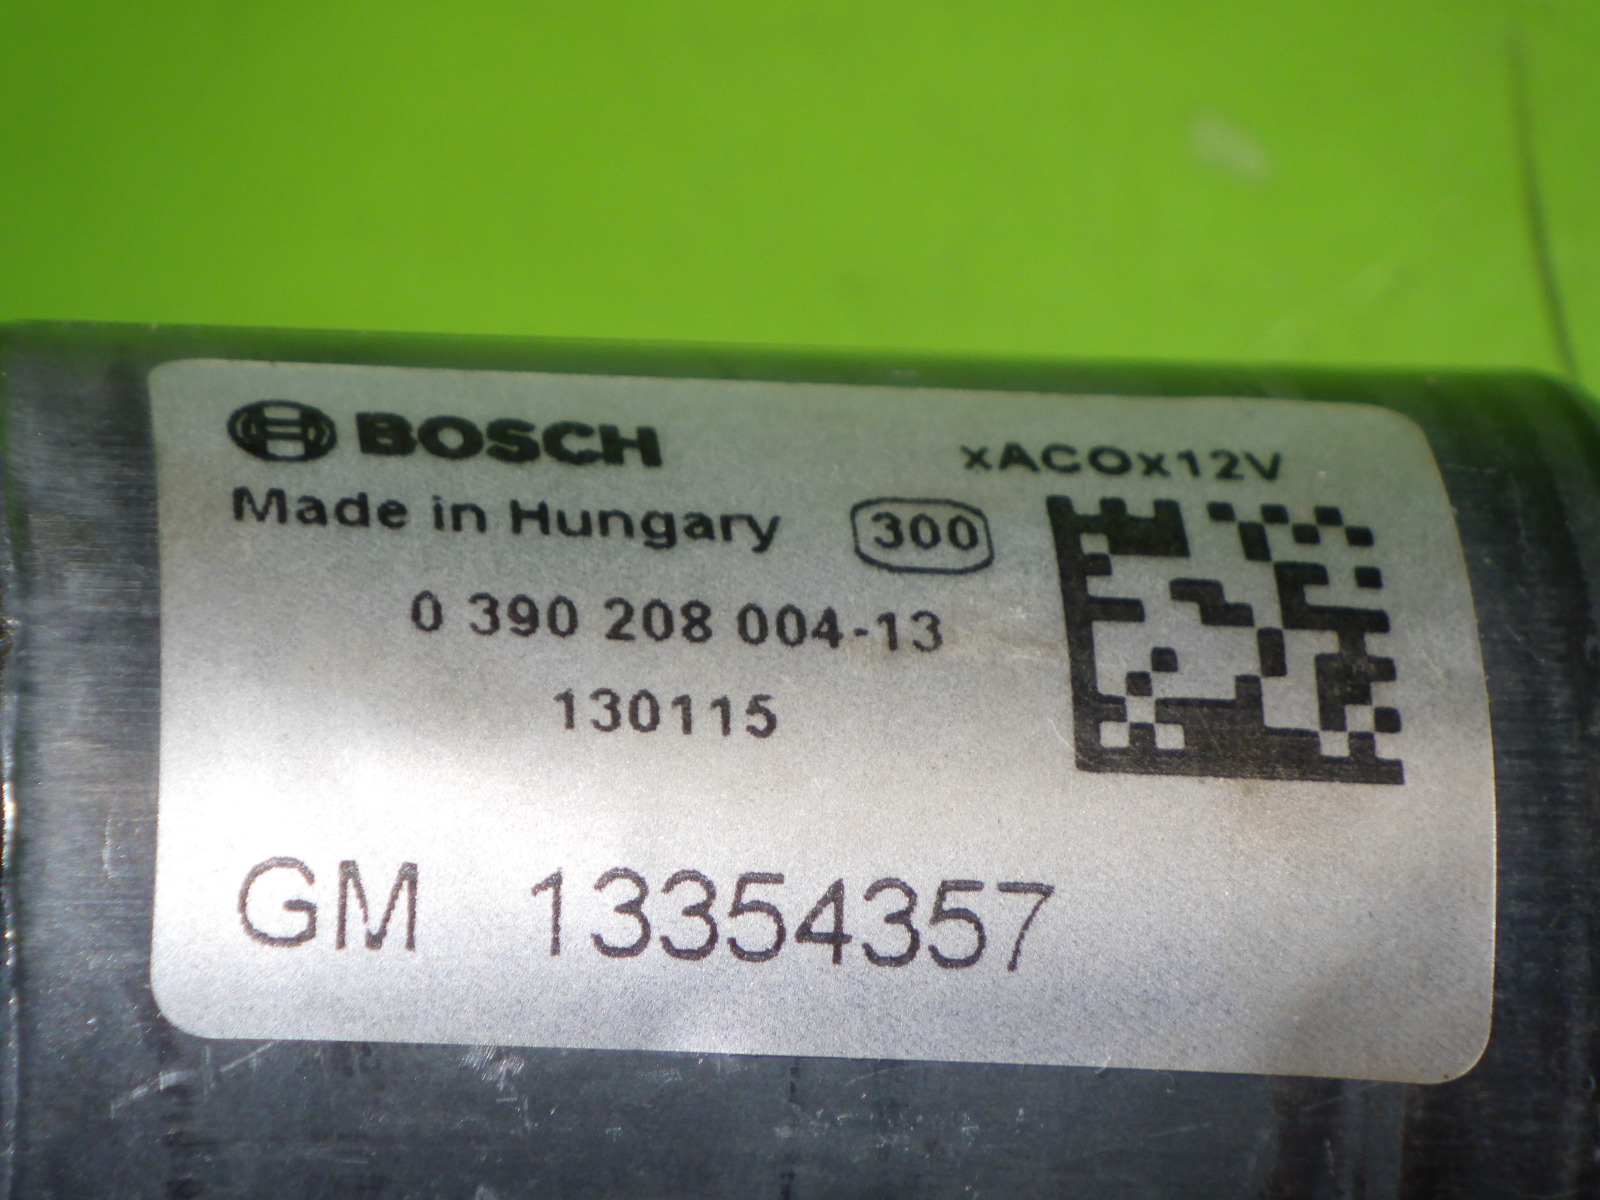 BOSCH
xACOx12V
Made in Hungary
300
0 390 208 004-13
130115
GM 13354357